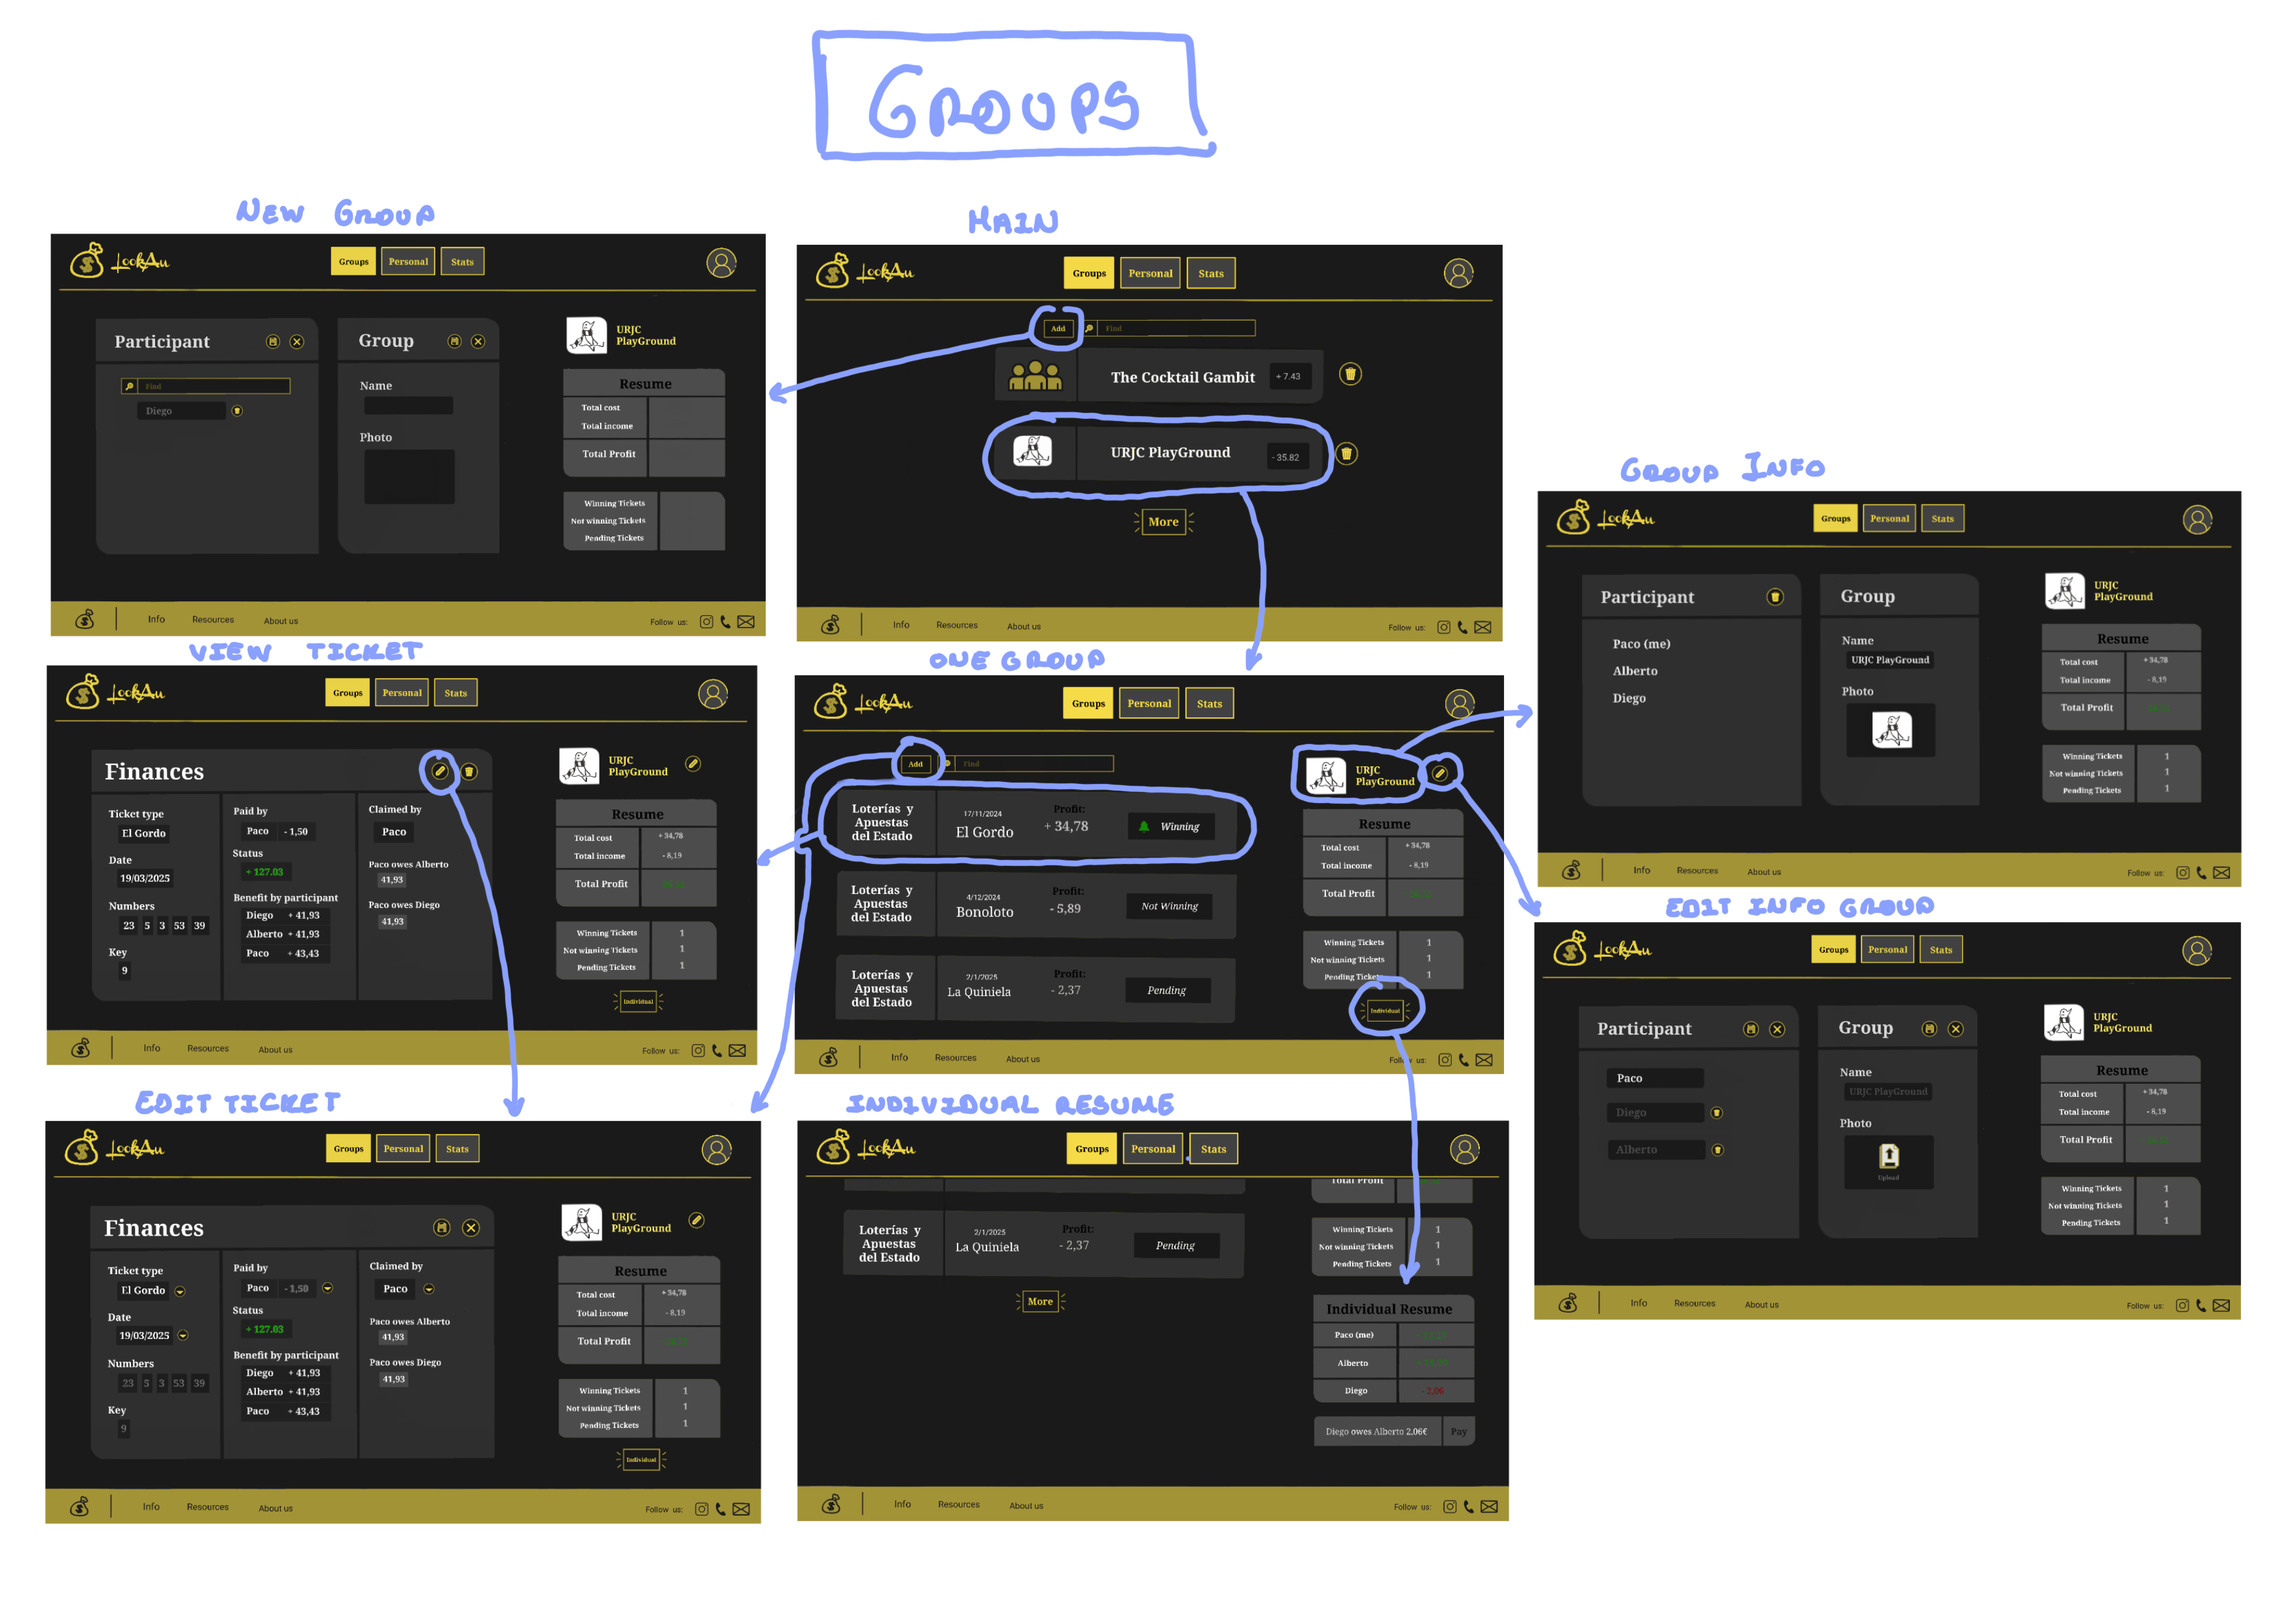 GROUPS
NEW GROUP
LookAu
Groups
Personal
Stats
Participant
Find
Diego
Group
Name
Photo
URJC
PlayGround
Resume
Total cost
Total income
Total Profit
Winning Tickets
Not winning Tickets
Pending Tickets
Info
Resources
About us
Follow us:
MAIN
LookAu
Groups
Personal
Stats
Add
Find
The Cocktail Gambit
+ 7.43
URJC PlayGround
- 35.82
More
Info
Resources
About us
Follow us:
GROUP INFO
LookAu
Groups
Personal
Stats
Participant
Paco (me)
Alberto
Diego
Group
Name
URJC PlayGround
Photo
URJC
PlayGround
Resume
Total cost
+ 34,78
Total income
- 8,19
Total Profit
Winning Tickets
1
Not winning Tickets
1
Pending Tickets
1
Info
Resources
About us
Follow us:
VIEW TICKET
LookAu
Groups
Personal
Stats
Finances
Ticket type
El Gordo
Date
19/03/2025
Numbers
23 5 3 53 39
Key
9
Paid by
Paco - 1,50
Status
+ 127.03
Benefit by participant
Diego + 41,93
Alberto + 41,93
Paco + 43,43
Claimed by
Paco
Paco owes Alberto
41,93
Paco owes Diego
41,93
URJC
PlayGround
Resume
Total cost
+ 34,78
Total income
- 8,19
Total Profit
Winning Tickets
1
Not winning Tickets
1
Pending Tickets
1
Individual
Info
Resources
About us
Follow us:
ONE GROUP
LookAu
Groups
Personal
Stats
Add
Find
Loterías y
Apuestas
del Estado
17/11/2024
El Gordo
Profit:
+ 34,78
Winning
Loterías y
Apuestas
del Estado
4/12/2024
Bonoloto
Profit:
- 5,89
Not Winning
Loterías y
Apuestas
del Estado
2/1/2025
La Quiniela
Profit:
- 2,37
Pending
URJC
PlayGround
Resume
Total cost
+ 34,78
Total income
- 8,19
Total Profit
Winning Tickets
1
Not winning Tickets
1
Pending Tickets
1
Individual
Info
Resources
About us
Follow us:
EDIT INFO GROUP
LookAu
Groups
Personal
Stats
Participant
Paco
Diego
Alberto
Group
Name
URJC PlayGround
Photo
Upload
URJC
PlayGround
Resume
Total cost
+ 34,78
Total income
- 8,19
Total Profit
Winning Tickets
1
Not winning Tickets
1
Pending Tickets
1
Info
Resources
About us
Follow us:
EDIT TICKET
LookAu
Groups
Personal
Stats
Finances
Ticket type
El Gordo
Date
19/03/2025
Numbers
23 5 3 53 39
Key
9
Paid by
Paco - 1,50
Status
+ 127.03
Benefit by participant
Diego + 41,93
Alberto + 41,93
Paco + 43,43
Claimed by
Paco
Paco owes Alberto
41,93
Paco owes Diego
41,93
URJC
PlayGround
Resume
Total cost
+ 34,78
Total income
- 8,19
Total Profit
Winning Tickets
1
Not winning Tickets
1
Pending Tickets
1
Individual
Info
Resources
About us
Follow us:
INDIVIDUAL RESUME
LookAu
Groups
Personal
Stats
Total Profit
Loterías y
Apuestas
del Estado
2/1/2025
La Quiniela
Profit:
- 2,37
Pending
More
Winning Tickets
1
Not winning Tickets
1
Pending Tickets
1
Individual Resume
Paco (me)
Alberto
Diego
- 2,06
Diego owes Alberto 2,06€
Pay
Info
Resources
About us
Follow us: